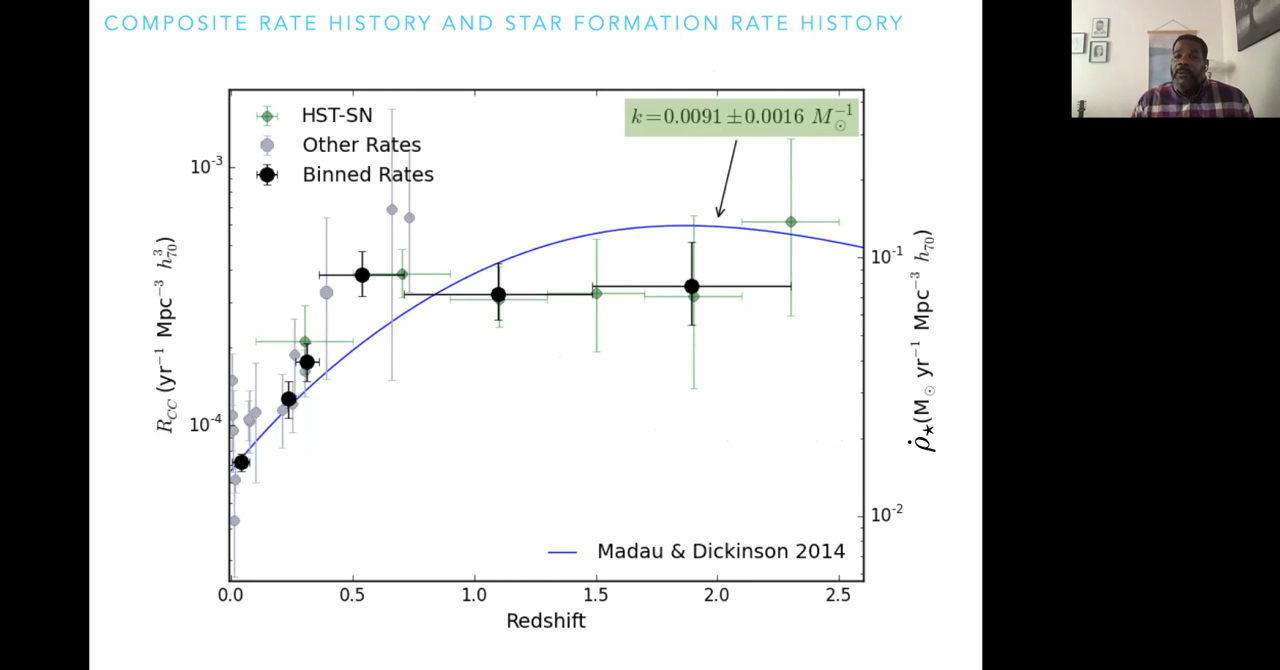 COMPOSITE RATE HISTORY AND STAR FORMATION RATE HISTORY
HST-SN
Other Rates
Binned Rates
k=0.0091±0.0016 M⊙⁻¹
10⁻³
10⁻⁴
R_CC (yr⁻¹ Mpc⁻³ h₇₀³)
10⁻¹
10⁻²
ρ̇★(M⊙ yr⁻¹ Mpc⁻³ h₇₀)
Madau & Dickinson 2014
0.0 0.5 1.0 1.5 2.0 2.5
Redshift